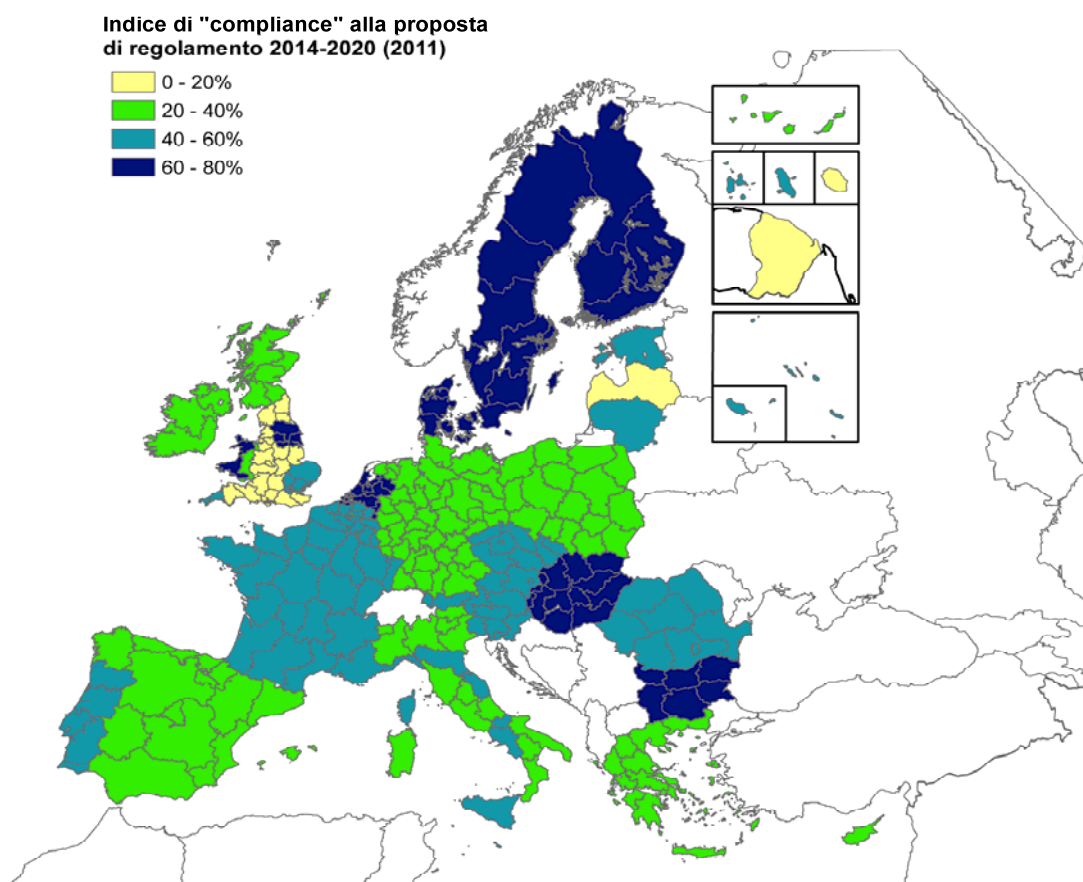 Indice di "compliance" alla proposta
di regolamento 2014-2020 (2011)
0 - 20%
20 - 40%
40 - 60%
60 - 80%